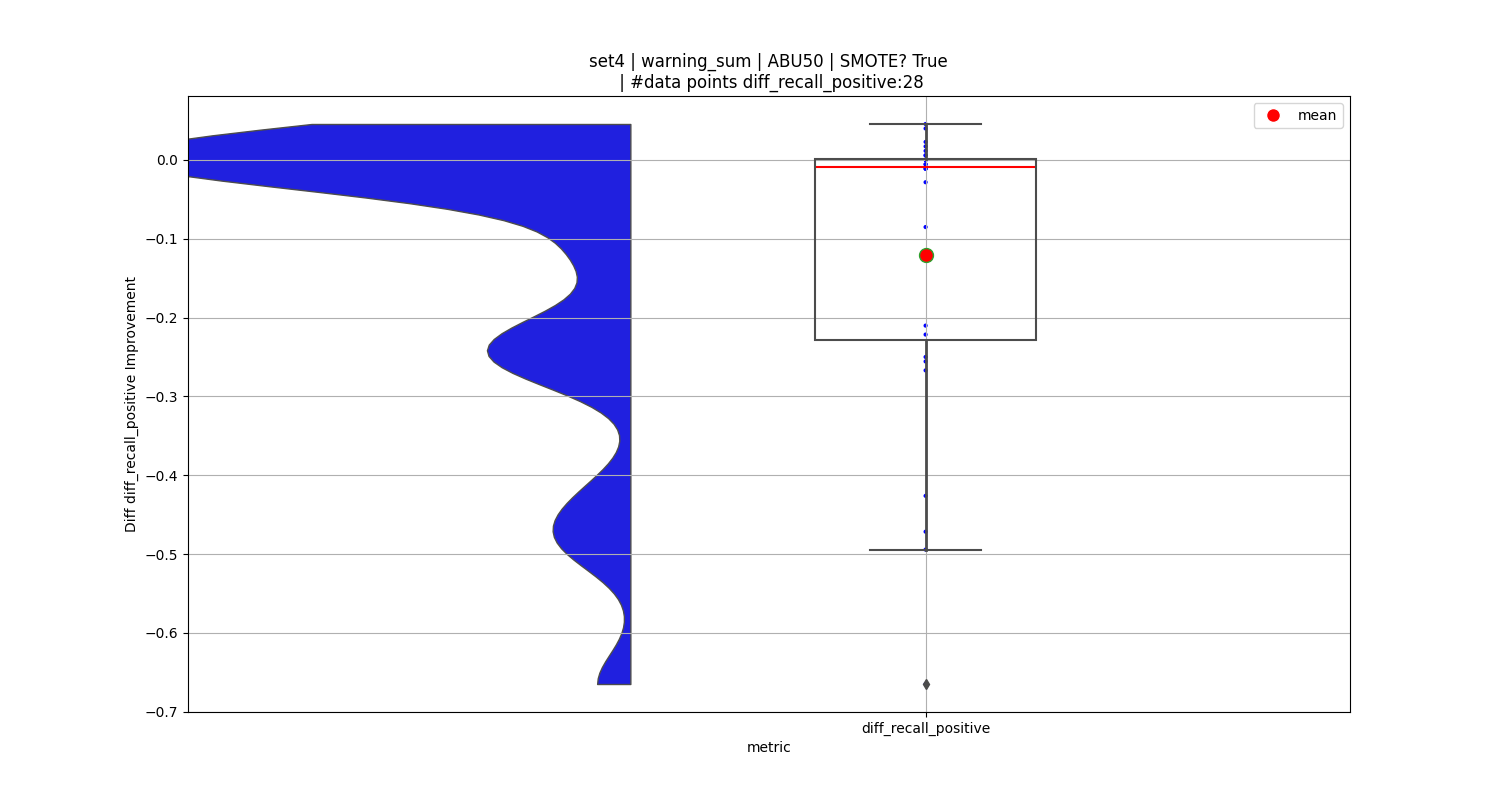 set4 | warning_sum | ABU50 | SMOTE? True
| #data points diff_recall_positive:28
mean
0.0
−0.1
−0.2
−0.3
−0.4
−0.5
−0.6
−0.7
Diff diff_recall_positive Improvement
diff_recall_positive
metric